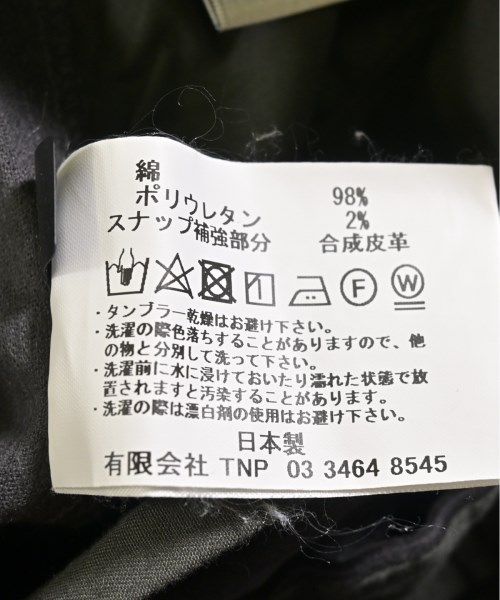 綿 98%
ポリウレタン 2%
スナップ補強部分 合成皮革
F W
・タンブラー乾燥はお避け下さい。
・洗濯の際色落ちすることがありますので、他
の物と分別して洗って下さい。
・洗濯前に水に浸けておいたり濡れた状態で放
置されますと汚染することがあります。
・洗濯の際は漂白剤の使用はお避け下さい。
日本製
有限会社 TNP 03 3464 8545